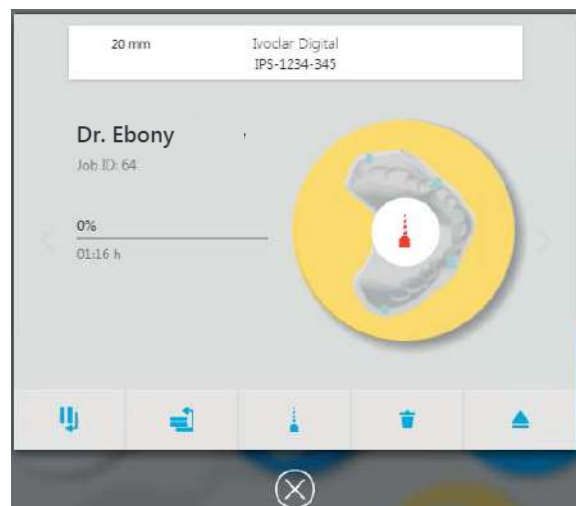 20 mm
Ivoclar Digital
IPS-1234-345
Dr. Ebony
Job ID: 64
0%
01:16 h